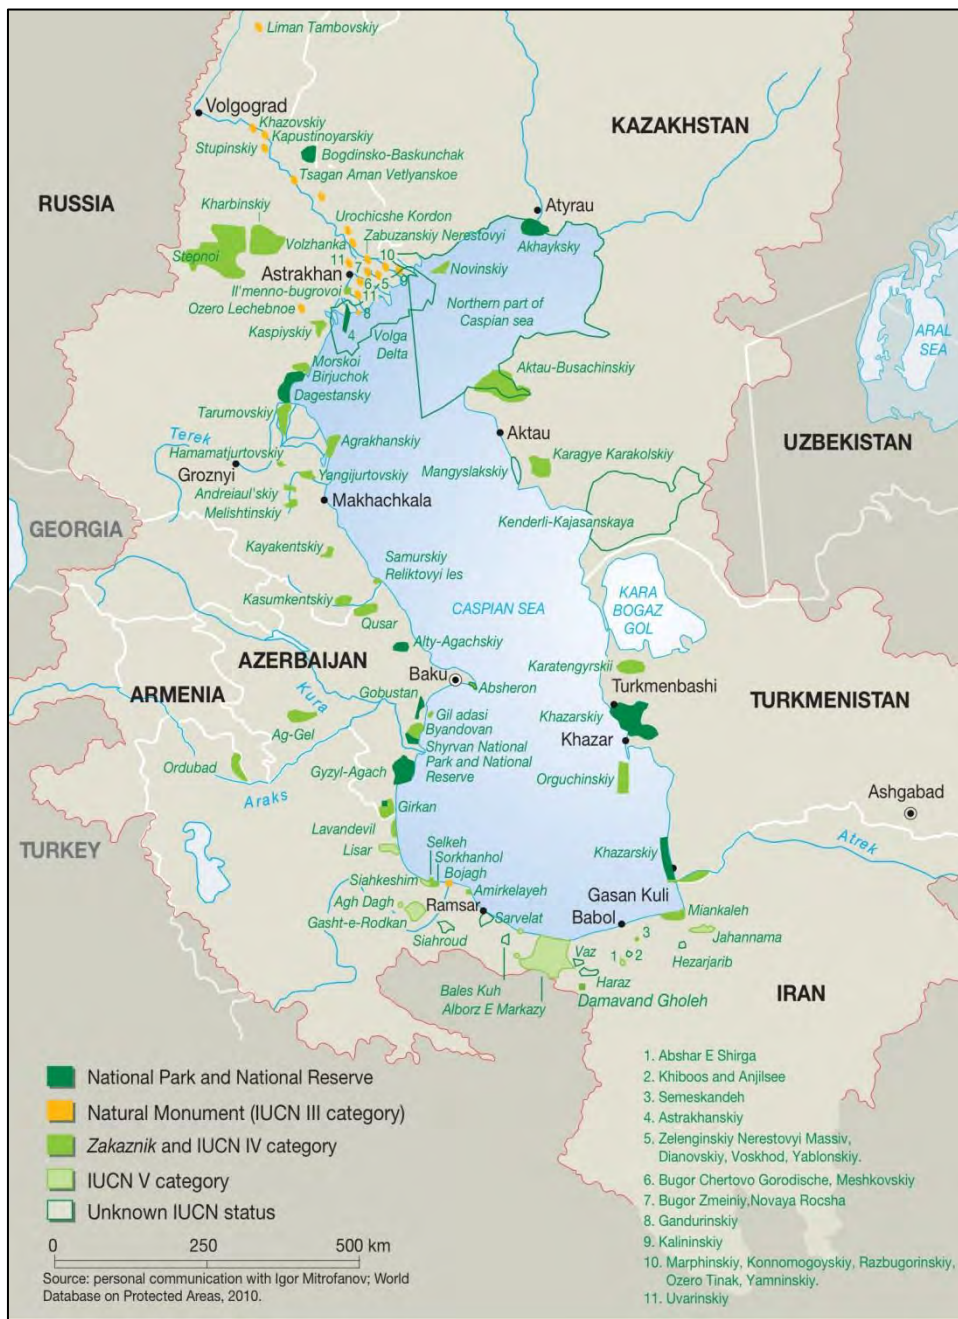 Liman Tambovskiy
Volgograd
Khazovskiy
Kapustinoyarskiy
Stupinskiy
Bogdinsko-Baskunchak
KAZAKHSTAN
Tsagan Aman Vetlyanskoe
RUSSIA
Kharbinskiy
Atyrau
Urochicshe Kordon
Zabuzanskiy Nerestovyi
Volzhanka
Akhayksky
Stepnoi
11
10
7
Astrakhan
9
Novinskiy
6
5
Il'menno-bugrovoi
11
Ozero Lechebnoe
8
Northern part of
Caspian sea
Kaspiyskiy
4
Volga
Delta
ARAL
SEA
Morskoi
Birjuchok
Dagestansky
Aktau-Busachinskiy
Tarumovskiy
Terek
Agrakhanskiy
Aktau
UZBEKISTAN
Hamamatjurtovskiy
Karagye Karakolskiy
Groznyi
Yangijurtovskiy
Mangyslakskiy
Andreiaul'skiy
Makhachkala
Melishtinskiy
GEORGIA
Kenderli-Kajasanskaya
Kayakentskiy
Samurskiy
Reliktovyi les
Kasumkentskiy
CASPIAN SEA
KARA
BOGAZ
GOL
Qusar
Alty-Agachskiy
AZERBAIJAN
Karatengyrskii
Baku
Absheron
Turkmenbashi
ARMENIA
Kura
Gobustan
TURKMENISTAN
Gil adasi
Khazarskiy
Byandovan
Ag-Gel
Khazar
Shyrvan National
Park and National
Reserve
Ordubad
Gyzyl-Agach
Orguchinskiy
Araks
Ashgabad
Girkan
TURKEY
Lavandevil
Selkeh
Lisar
Sorkhanhol
Khazarskiy
Atrek
Bojagh
Siahkeshim
Amirkelayeh
Gasan Kuli
Agh Dagh
Ramsar
Babol
Miankaleh
Gasht-e-Rodkan
Sarvelat
Jahannama
Siahroud
3
Vaz
1
2
Hezarjarib
Haraz
Bales Kuh
Damavand Gholeh
IRAN
Alborz E Markazy
National Park and National Reserve
Natural Monument (IUCN III category)
Zakaznik and IUCN IV category
IUCN V category
Unknown IUCN status
0 250 500 km
Source: personal communication with Igor Mitrofanov; World
Database on Protected Areas, 2010.
1. Abshar E Shirga
2. Khiboos and Anjilsee
3. Semeskandeh
4. Astrakhanskiy
5. Zelenginskiy Nerestovyi Massiv,
Dianovskiy, Voskhod, Yablonskiy.
6. Bugor Chertovo Gorodische, Meshkovskiy
7. Bugor Zmeiniy,Novaya Rocsha
8. Gandurinskiy
9. Kalininskiy
10. Marphinskiy, Konnomogoyskiy, Razbugorinskiy,
Ozero Tinak, Yamninskiy.
11. Uvarinskiy